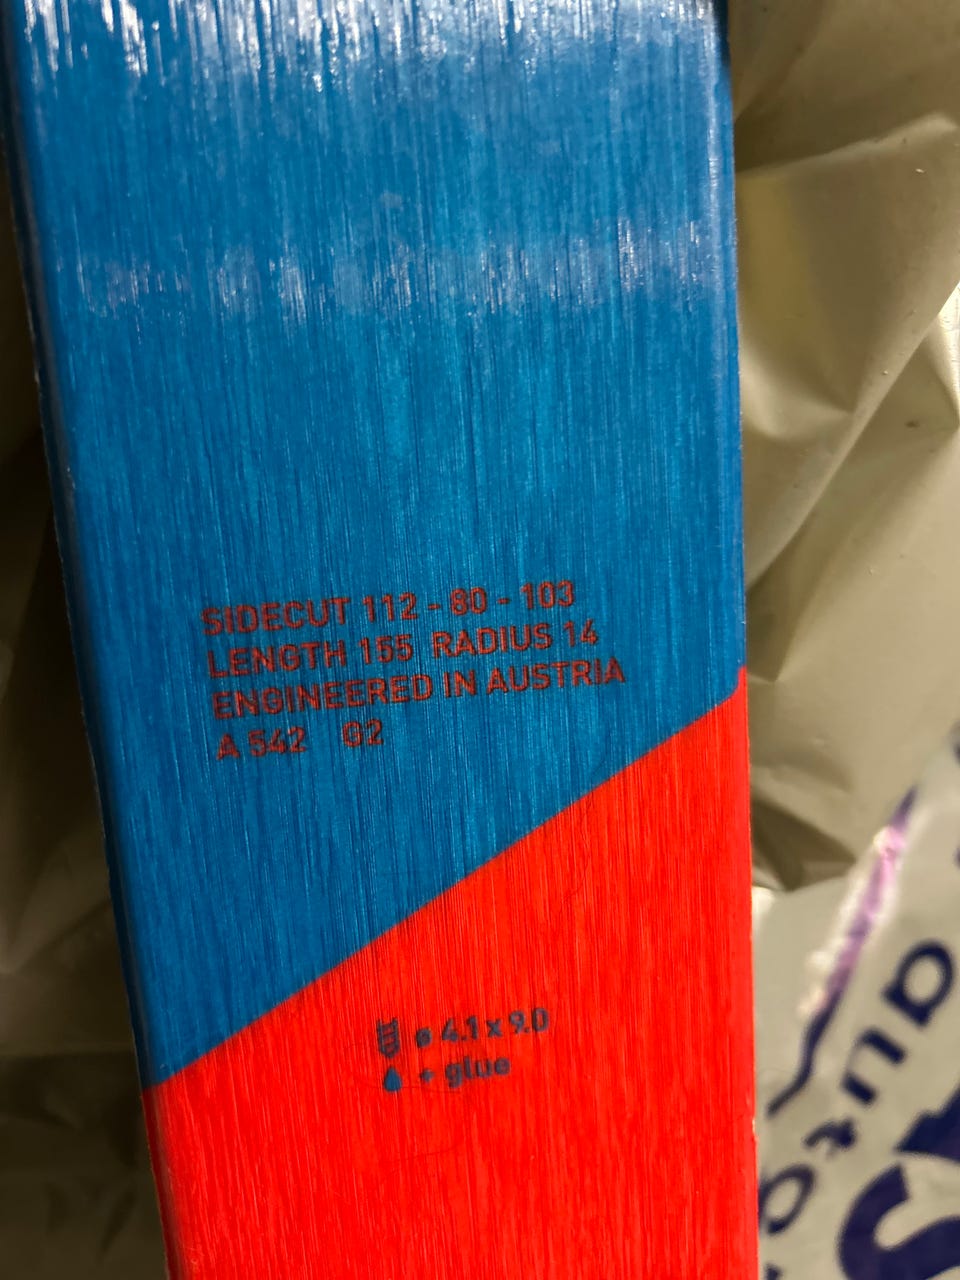 SIDECUT 112 - 80 - 103
LENGTH 155 RADIUS 14
ENGINEERED IN AUSTRIA
A 542 G2
ø 4.1 x 9.0
+ glue